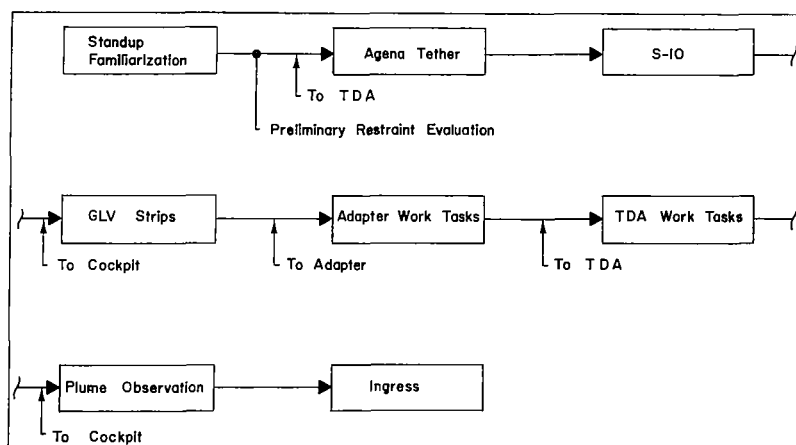 Standup
Familiarization
Agena Tether
S-10
To TDA
Preliminary Restraint Evaluation
GLV Strips
Adapter Work Tasks
TDA Work Tasks
To Cockpit
To Adapter
To TDA
Plume Observation
Ingress
To Cockpit